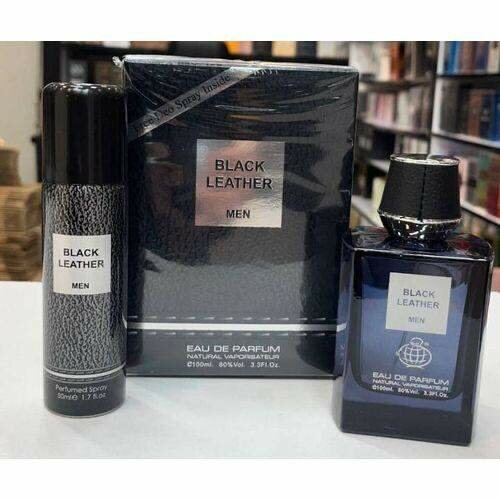 BLACK
LEATHER
MEN
Perfumed Spray
50ml℮ 1.7 fl.oz
Free Deo Spray Inside
BLACK
LEATHER
MEN
EAU DE PARFUM
NATURAL VAPORISATEUR
℮100ml. 80%Vol. 3.3Fl.Oz.
BLACK
LEATHER
MEN
EAU DE PARFUM
NATURAL VAPORISATEUR
℮100ml. 80%Vol. 3.3Fl.Oz.